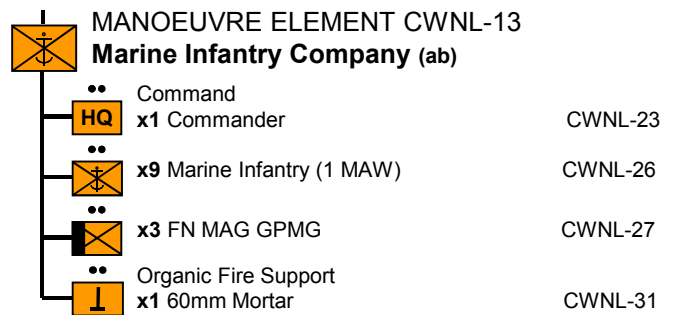 MANOEUVRE ELEMENT CWNL-13
Marine Infantry Company (ab)
Command
HQ x1 Commander CWNL-23
x9 Marine Infantry (1 MAW) CWNL-26
x3 FN MAG GPMG CWNL-27
Organic Fire Support
x1 60mm Mortar CWNL-31